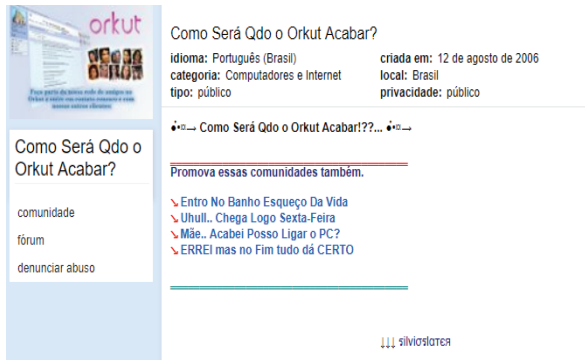 orkut
Faça parte da nossa rede de amigos no
Orkut e entre em contato conosco e com
nossos outros clientes.
Como Será Qdo o
Orkut Acabar?
comunidade
fórum
denunciar abuso
Como Será Qdo o Orkut Acabar?
idioma: Português (Brasil)
criada em: 12 de agosto de 2006
categoria: Computadores e Internet
local: Brasil
tipo: público
privacidade: público
Como Será Qdo o Orkut Acabar!??...
Promova essas comunidades também.
↘ Entro No Banho Esqueço Da Vida
↘ Uhull.. Chega Logo Sexta-Feira
↘ Mãe.. Acabei Posso Ligar o PC?
↘ ERREI mas no Fim tudo dá CERTO
↓↓↓ silviσslαтεя